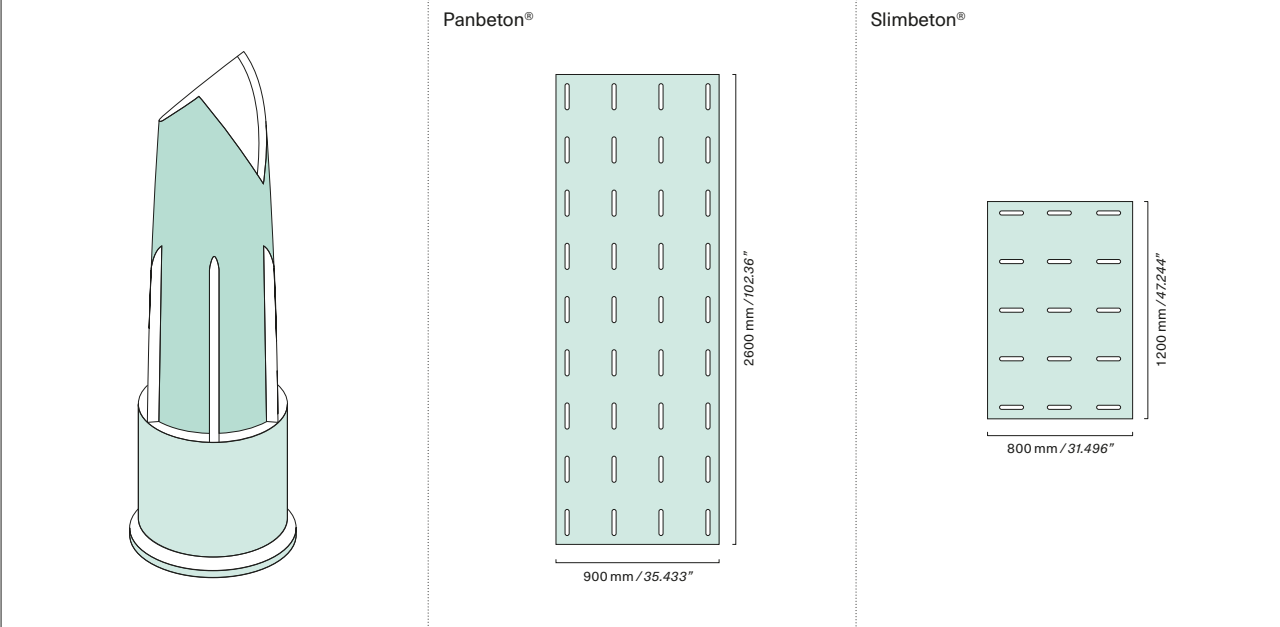 Panbeton®
Slimbeton®
2600 mm / 102.36”
900 mm / 35.433”
1200 mm / 47.244”
800 mm / 31.496”